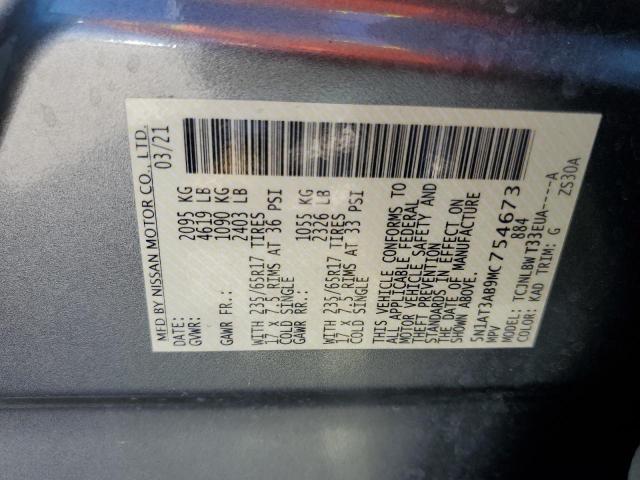 MFD BY NISSAN MOTOR CO., LTD.
DATE: 03/21
GVWR: 2095 KG
4619 LB
GAWR FR.: 1090 KG
2403 LB
WITH 235/65R17 TIRES
17 X 7.5 RIMS AT 36 PSI
COLD SINGLE
GAWR RR.: 1055 KG
2326 LB
WITH 235/65R17 TIRES
17 X 7.5 RIMS AT 33 PSI
COLD SINGLE
THIS VEHICLE CONFORMS TO
ALL APPLICABLE FEDERAL
MOTOR VEHICLE SAFETY AND
THEFT PREVENTION
STANDARDS IN EFFECT ON
THE DATE OF MANUFACTURE
SHOWN ABOVE.
5N1AT3AB9MC754673
MPV 884
MODEL: TCJNLBW T33EUA----A
COLOR: KAD TRIM: G ZS30A